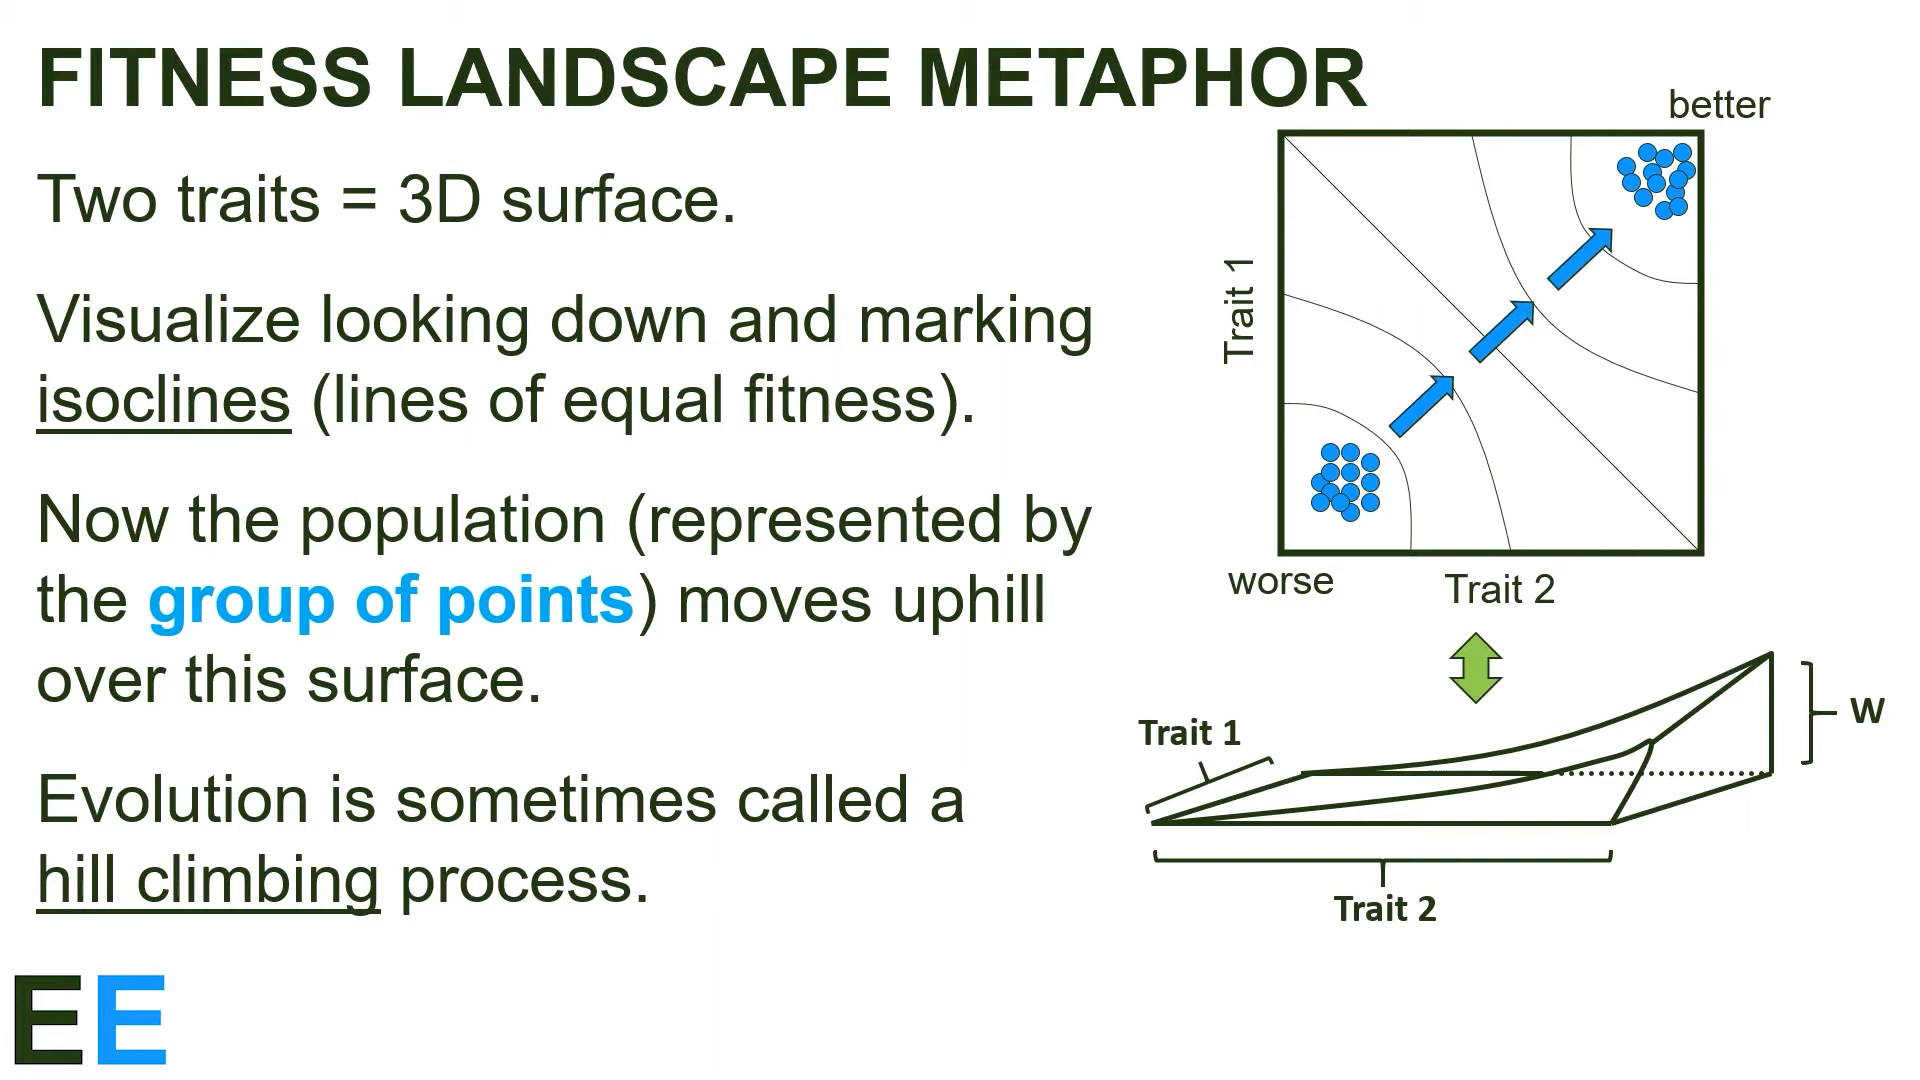 FITNESS LANDSCAPE METAPHOR
Two traits = 3D surface.
Visualize looking down and marking
isoclines (lines of equal fitness).
Now the population (represented by
the group of points) moves uphill
over this surface.
Evolution is sometimes called a
hill climbing process.
better
Trait 1
worse
Trait 2
Trait 1
W
Trait 2
EE